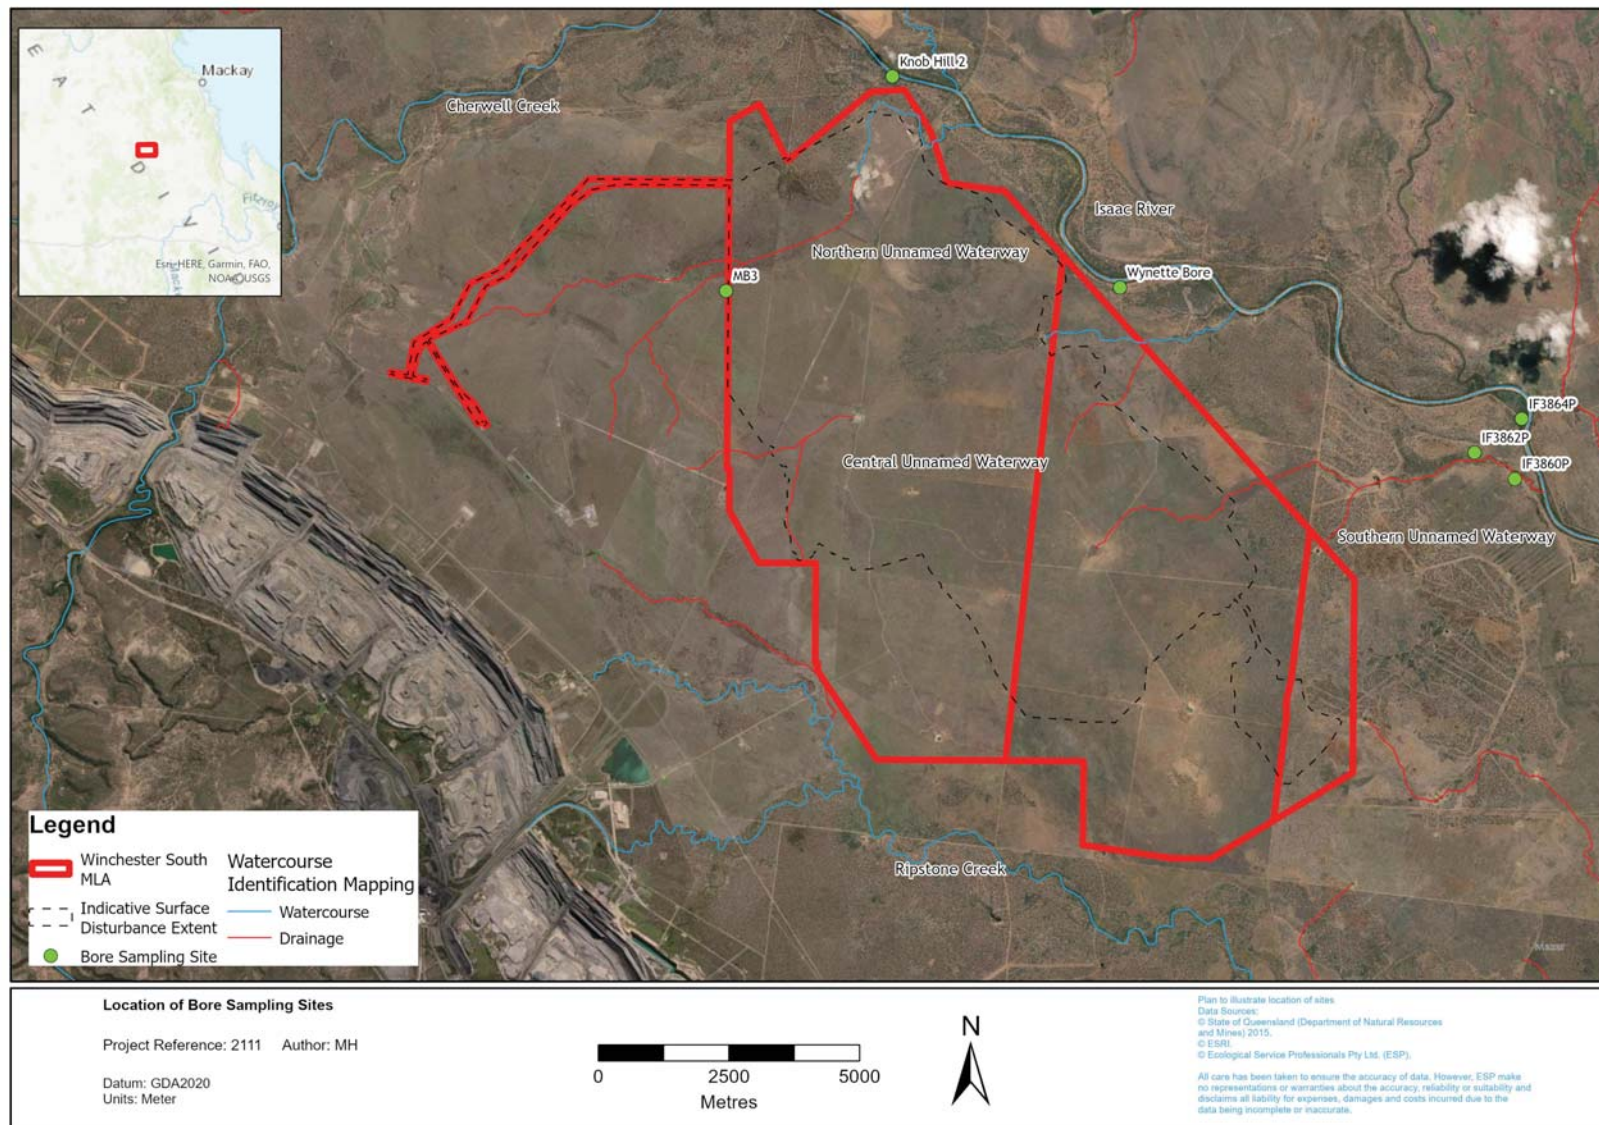 Mackay
E
A
T
D
I
V
I
Fitzroy
Esri, HERE, Garmin, FAO,
NOAA, USGS
Knob Hill-2
Cherwell Creek
Isaac River
Northern Unnamed Waterway
Wynette Bore
MB3
IF3864P
IF3862P
Central Unnamed Waterway
IF3860P
Southern Unnamed Waterway
Ripstone Creek
Maxar
Legend
Winchester South
MLA
Indicative Surface
Disturbance Extent
Bore Sampling Site
Watercourse
Identification Mapping
Watercourse
Drainage
Location of Bore Sampling Sites
Project Reference: 2111 Author: MH
Datum: GDA2020
Units: Meter
0 2500 5000
Metres
N
Plan to illustrate location of sites
Data Sources:
© State of Queensland (Department of Natural Resources
and Mines) 2015.
© ESRI.
© Ecological Service Professionals Pty Ltd. (ESP).
All care has been taken to ensure the accuracy of data. However, ESP make
no representations or warranties about the accuracy, reliability or suitability and
disclaims all liability for expenses, damages and costs incurred due to the
data being incomplete or inaccurate.